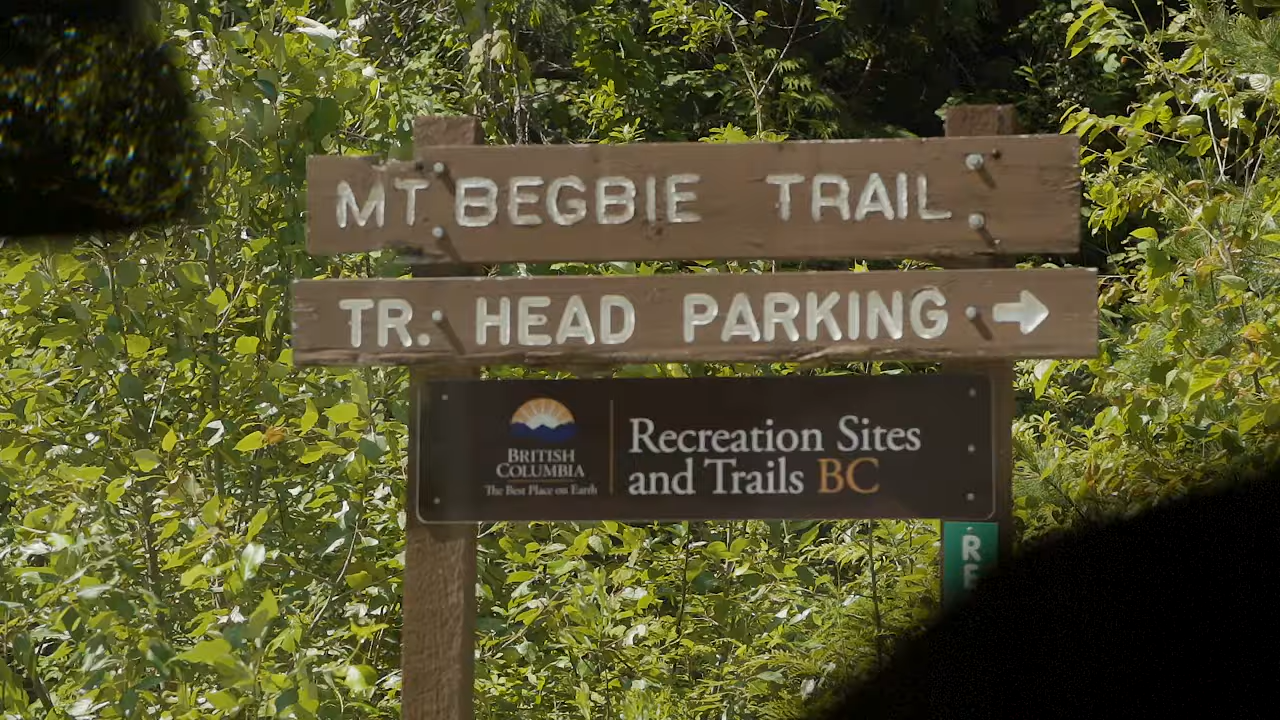 MT BEGBIE TRAIL
TR. HEAD PARKING →
BRITISH
COLUMBIA
The Best Place on Earth
Recreation Sites
and Trails BC
R
E